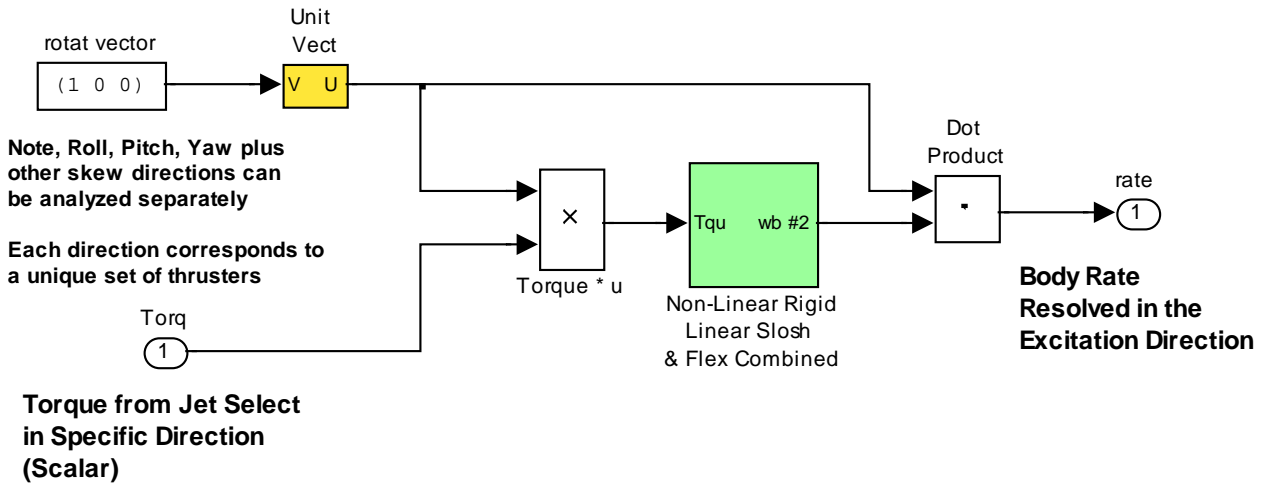 Unit
Vect
rotat vector
(1 0 0)
V U
Note, Roll, Pitch, Yaw plus
other skew directions can
be analyzed separately
Each direction corresponds to
a unique set of thrusters
Torq
1
Torque from Jet Select
in Specific Direction
(Scalar)
×
Torque * u
Tqu wb #2
Non-Linear Rigid
Linear Slosh
& Flex Combined
Dot
Product
rate
1
Body Rate
Resolved in the
Excitation Direction